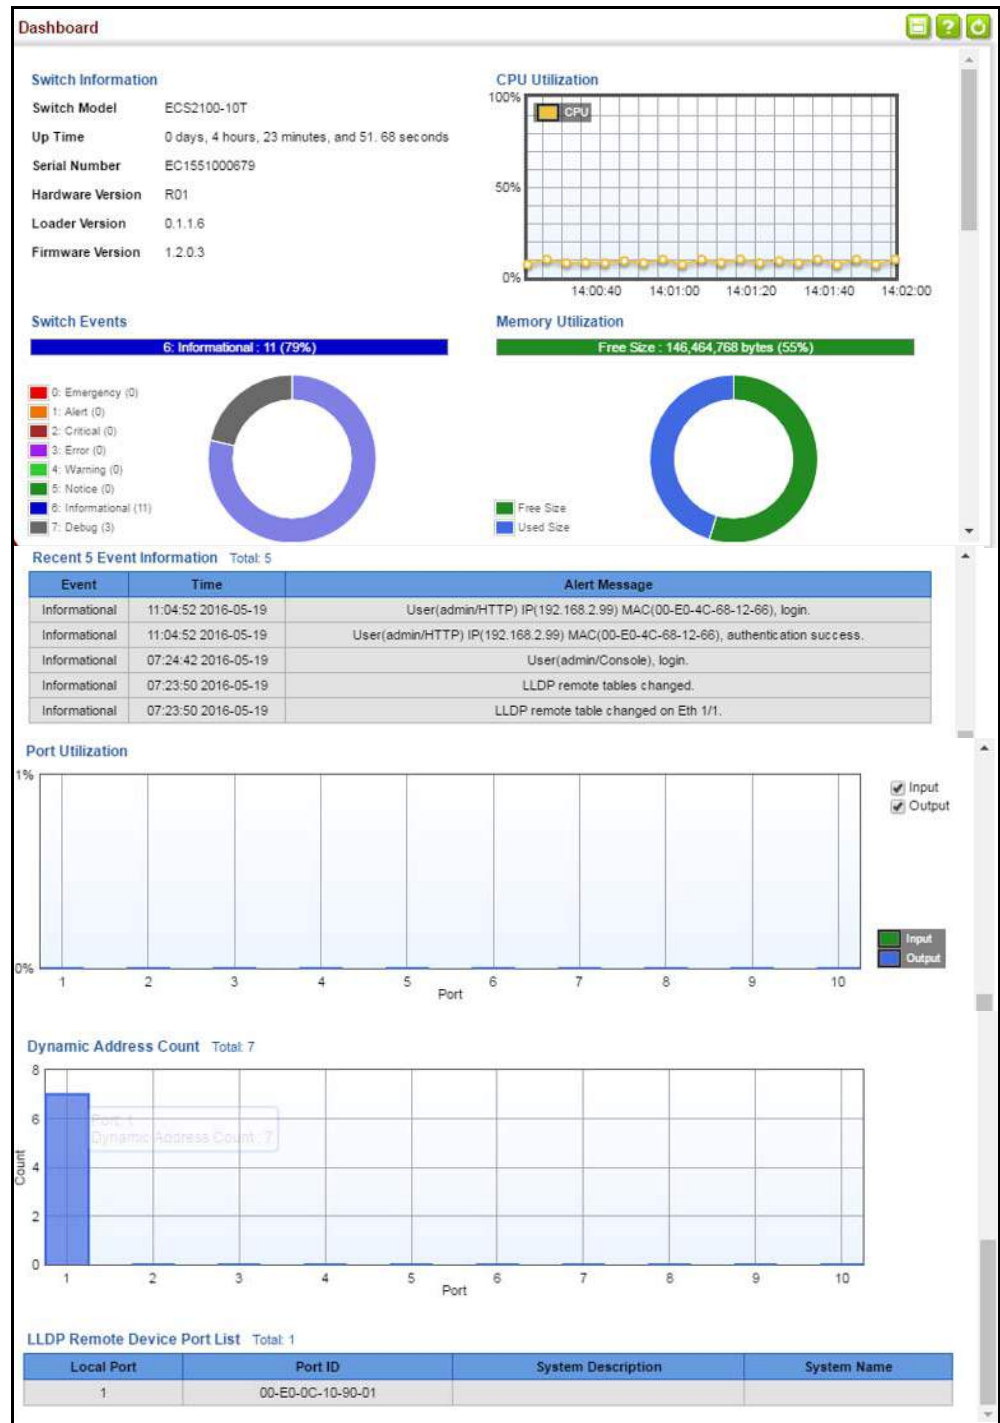 Dashboard
Switch Information
Switch Model ECS2100-10T
Up Time 0 days, 4 hours, 23 minutes, and 51. 68 seconds
Serial Number EC1551000679
Hardware Version R01
Loader Version 0.1.1.6
Firmware Version 1.2.0.3
CPU Utilization
100%
CPU
50%
0%
14:00:40 14:01:00 14:01:20 14:01:40 14:02:00
Switch Events
6: Informational : 11 (79%)
0: Emergency (0)
1: Alert (0)
2: Critical (0)
3: Error (0)
4: Warning (0)
5: Notice (0)
6: Informational (11)
7: Debug (3)
Memory Utilization
Free Size : 146,464,768 bytes (55%)
Free Size
Used Size
Recent 5 Event Information Total: 5
Event Time Alert Message
Informational 11:04:52 2016-05-19 User(admin/HTTP) IP(192.168.2.99) MAC(00-E0-4C-68-12-66), login.
Informational 11:04:52 2016-05-19 User(admin/HTTP) IP(192.168.2.99) MAC(00-E0-4C-68-12-66), authentication success.
Informational 07:24:42 2016-05-19 User(admin/Console), login.
Informational 07:23:50 2016-05-19 LLDP remote tables changed.
Informational 07:23:50 2016-05-19 LLDP remote table changed on Eth 1/1.
Port Utilization
1%
Input
Output
Input
Output
0%
1 2 3 4 5 6 7 8 9 10
Port
Dynamic Address Count Total: 7
8
6
Port: 1
Dynamic Address Count : 7
4
Count
2
0
1 2 3 4 5 6 7 8 9 10
Port
LLDP Remote Device Port List Total: 1
Local Port Port ID System Description System Name
1 00-E0-0C-10-90-01